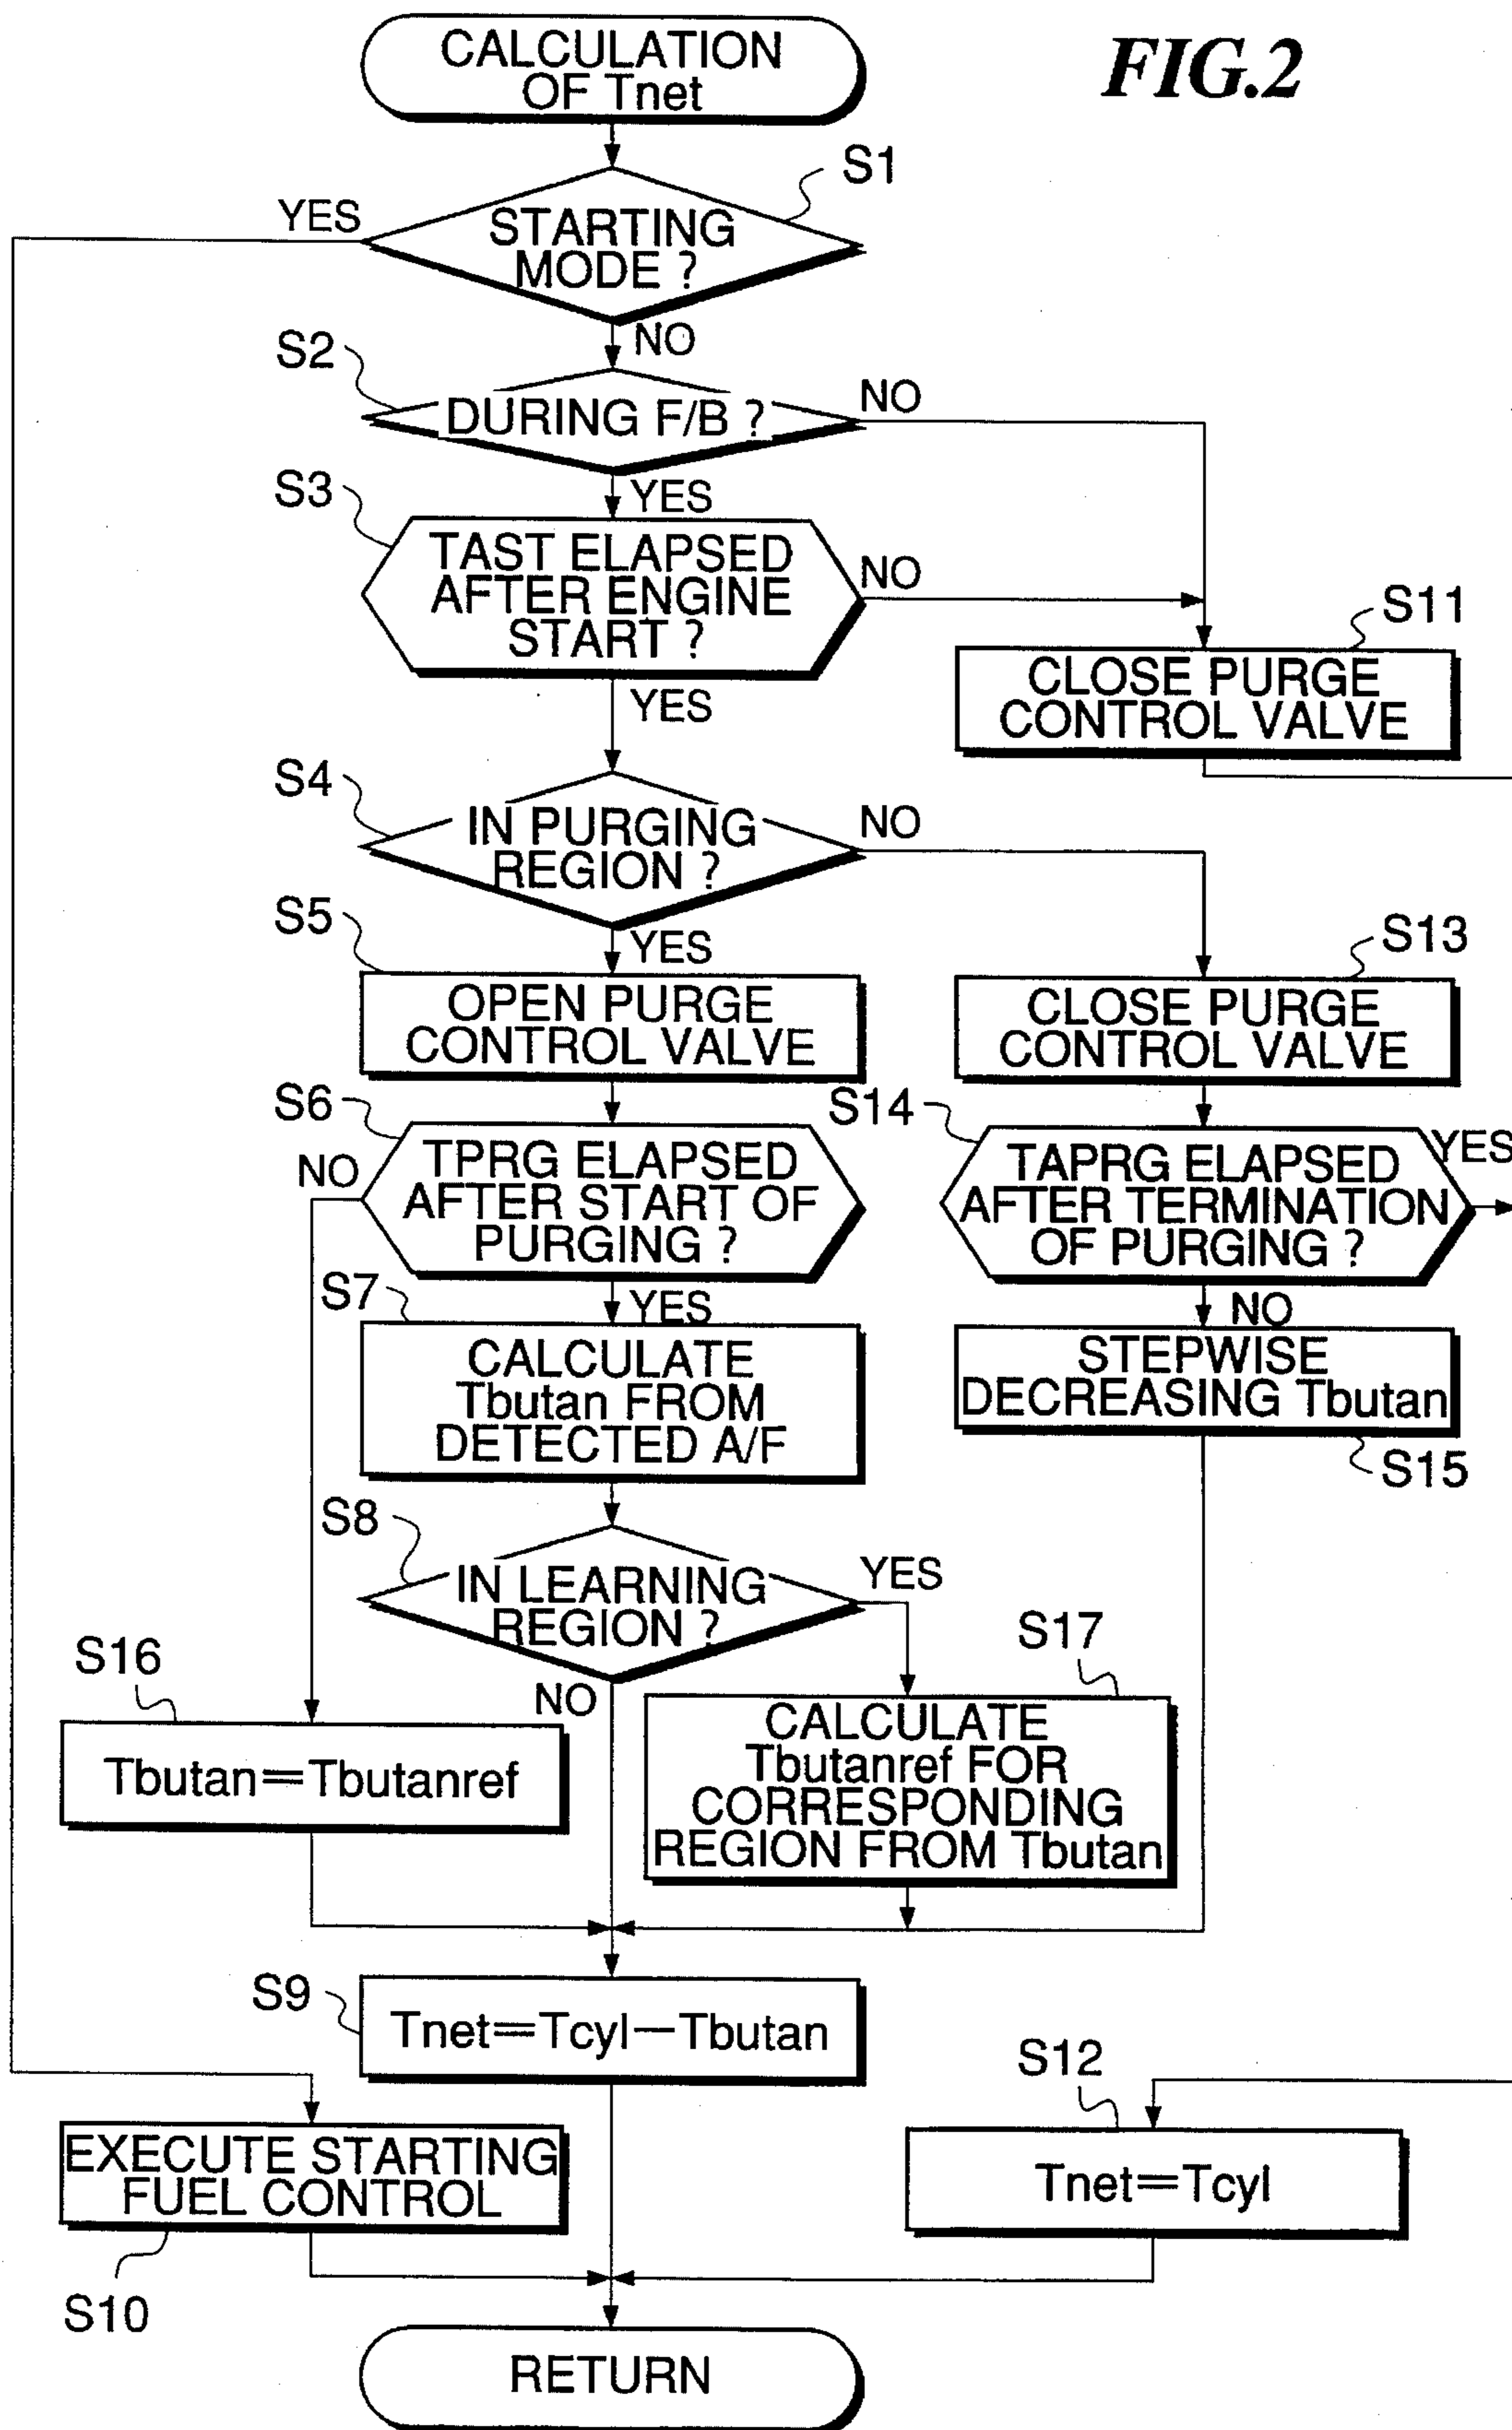 CALCULATION
OF Tnet
FIG.2
S1
YES
STARTING
MODE ?
NO
S2
DURING F/B ?
NO
YES
S3
TAST ELAPSED
AFTER ENGINE
START ?
NO
YES
S11
CLOSE PURGE
CONTROL VALVE
S4
IN PURGING
REGION ?
NO
YES
S5
OPEN PURGE
CONTROL VALVE
S13
CLOSE PURGE
CONTROL VALVE
S6
NO
TPRG ELAPSED
AFTER START OF
PURGING ?
YES
S14
TAPRG ELAPSED
AFTER TERMINATION
OF PURGING ?
YES
NO
S7
CALCULATE
Tbutan FROM
DETECTED A/F
STEPWISE
DECREASING Tbutan
S15
S8
IN LEARNING
REGION ?
YES
NO
S16
Tbutan=Tbutanref
S17
CALCULATE
Tbutanref FOR
CORRESPONDING
REGION FROM Tbutan
S9
Tnet=Tcyl−Tbutan
S12
Tnet=Tcyl
EXECUTE STARTING
FUEL CONTROL
S10
RETURN